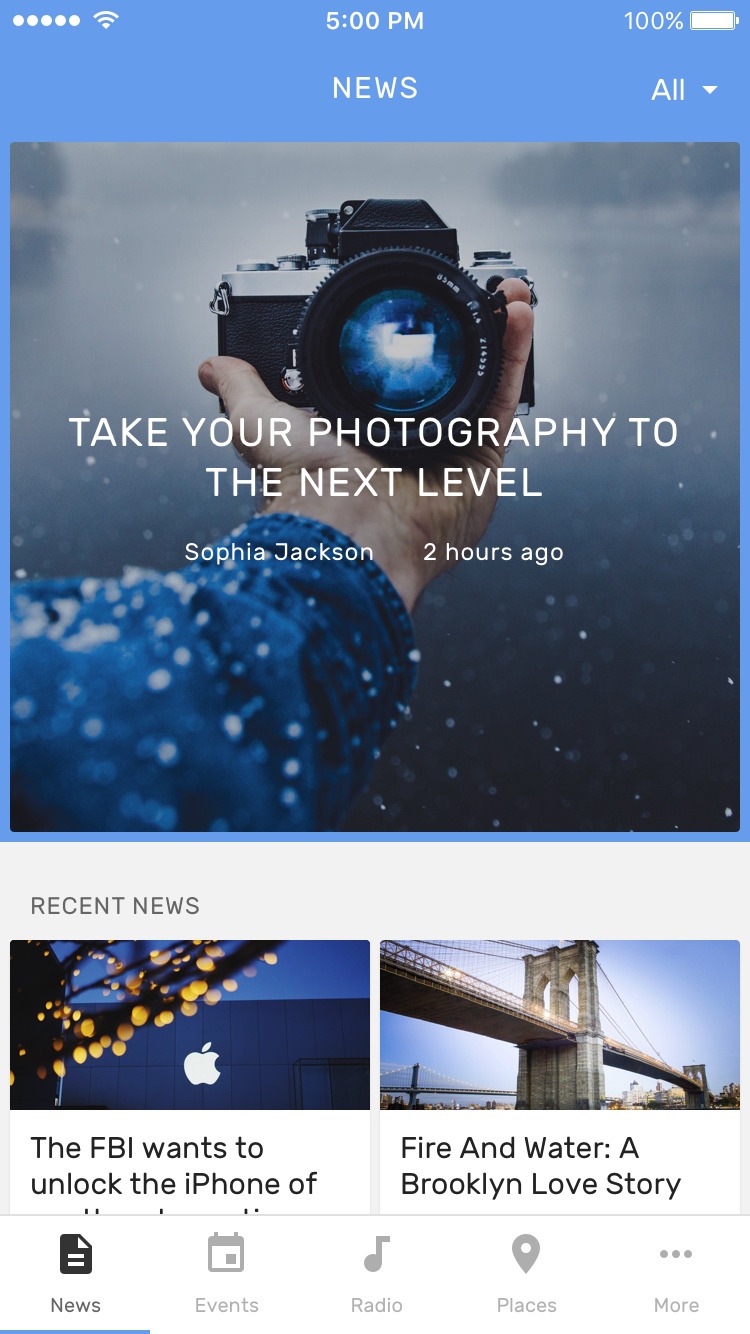 5:00 PM 100%
NEWS All
TAKE YOUR PHOTOGRAPHY TO
THE NEXT LEVEL
Sophia Jackson 2 hours ago
RECENT NEWS
The FBI wants to
unlock the iPhone of
Fire And Water: A
Brooklyn Love Story
News Events Radio Places More